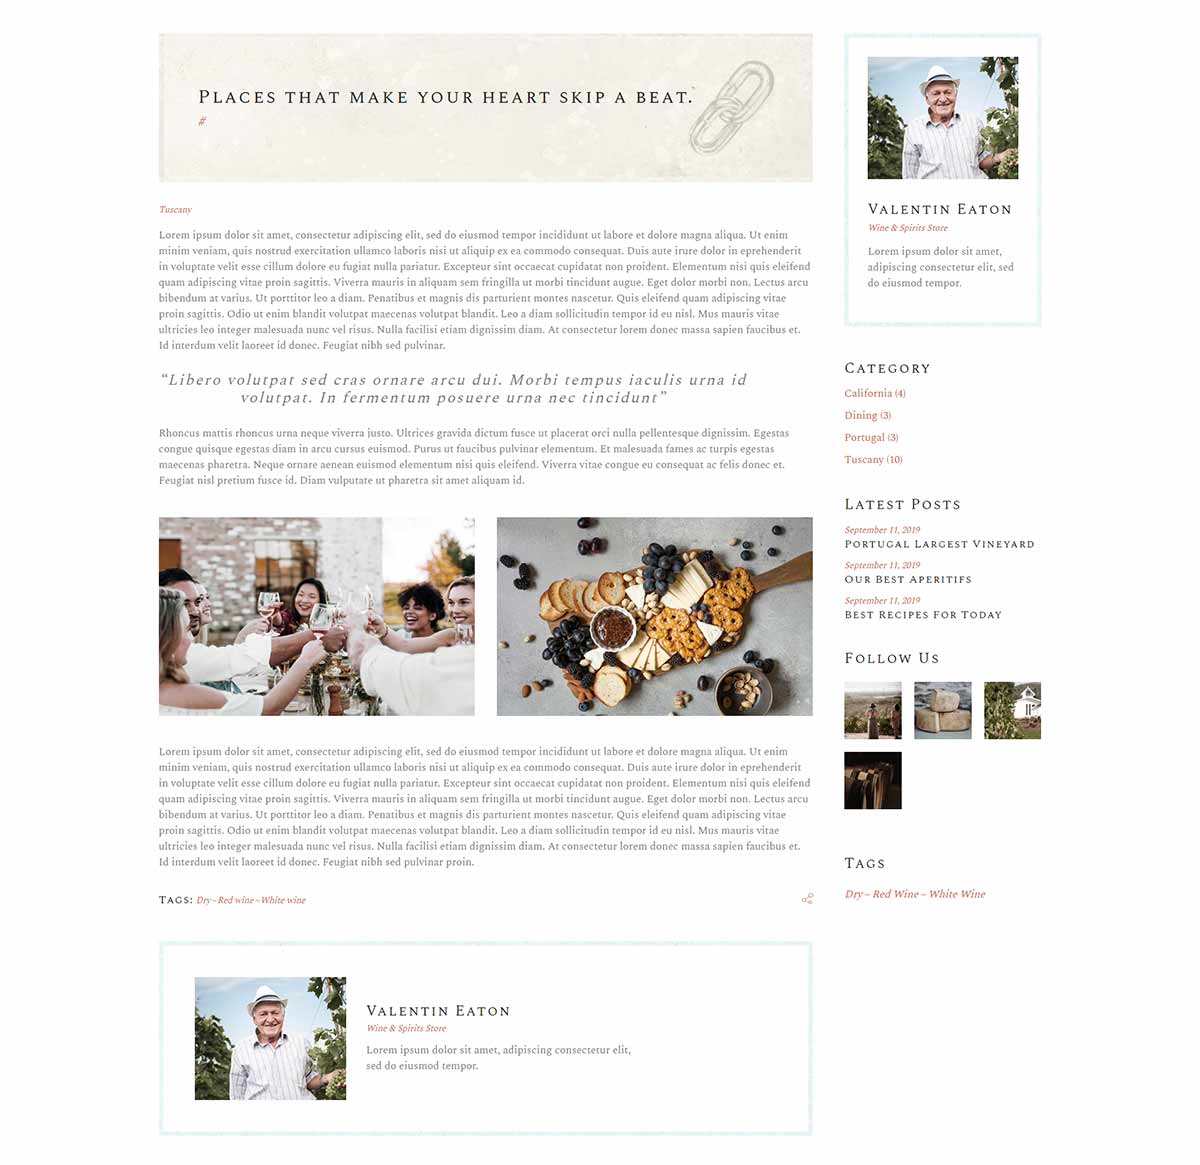 Places that make your heart skip a beat.
#
Tuscany
Lorem ipsum dolor sit amet, consectetur adipiscing elit, sed do eiusmod tempor incididunt ut labore et dolore magna aliqua. Ut enim
minim veniam, quis nostrud exercitation ullamco laboris nisi ut aliquip ex ea commodo consequat. Duis aute irure dolor in eprehenderit
in voluptate velit esse cillum dolore eu fugiat nulla pariatur. Excepteur sint occaecat cupidatat non proident. Elementum nisi quis eleifend
quam adipiscing vitae proin sagittis. Viverra mauris in aliquam sem fringilla ut morbi tincidunt augue. Eget dolor morbi non. Lectus arcu
bibendum at varius. Ut porttitor leo a diam. Penatibus et magnis dis parturient montes nascetur. Quis eleifend quam adipiscing vitae
proin sagittis. Odio ut enim blandit volutpat maecenas volutpat blandit. Leo a diam sollicitudin tempor id eu nisl. Mus mauris vitae
ultricies leo integer malesuada nunc vel risus. Nulla facilisi etiam dignissim diam. At consectetur lorem donec massa sapien faucibus et.
Id interdum velit laoreet id donec. Feugiat nibh sed pulvinar.
“Libero volutpat sed cras ornare arcu dui. Morbi tempus iaculis urna id
volutpat. In fermentum posuere urna nec tincidunt”
Rhoncus mattis rhoncus urna neque viverra justo. Ultrices gravida dictum fusce ut placerat orci nulla pellentesque dignissim. Egestas
congue quisque egestas diam in arcu cursus euismod. Purus ut faucibus pulvinar elementum. Et malesuada fames ac turpis egestas
maecenas pharetra. Neque ornare aenean euismod elementum nisi quis eleifend. Viverra vitae congue eu consequat ac felis donec et.
Feugiat nisl pretium fusce id. Diam vulputate ut pharetra sit amet aliquam id.
Lorem ipsum dolor sit amet, consectetur adipiscing elit, sed do eiusmod tempor incididunt ut labore et dolore magna aliqua. Ut enim
minim veniam, quis nostrud exercitation ullamco laboris nisi ut aliquip ex ea commodo consequat. Duis aute irure dolor in eprehenderit
in voluptate velit esse cillum dolore eu fugiat nulla pariatur. Excepteur sint occaecat cupidatat non proident. Elementum nisi quis eleifend
quam adipiscing vitae proin sagittis. Viverra mauris in aliquam sem fringilla ut morbi tincidunt augue. Eget dolor morbi non. Lectus arcu
bibendum at varius. Ut porttitor leo a diam. Penatibus et magnis dis parturient montes nascetur. Quis eleifend quam adipiscing vitae
proin sagittis. Odio ut enim blandit volutpat maecenas volutpat blandit. Leo a diam sollicitudin tempor id eu nisl. Mus mauris vitae
ultricies leo integer malesuada nunc vel risus. Nulla facilisi etiam dignissim diam. At consectetur lorem donec massa sapien faucibus et.
Id interdum velit laoreet id donec. Feugiat nibh sed pulvinar proin.
Tags: Dry~Red wine~White wine
Valentin Eaton
Wine & Spirits Store
Lorem ipsum dolor sit amet, adipiscing consectetur elit,
sed do eiusmod tempor.
Valentin Eaton
Wine & Spirits Store
Lorem ipsum dolor sit amet,
adipiscing consectetur elit, sed
do eiusmod tempor.
Category
California (4)
Dining (3)
Portugal (3)
Tuscany (10)
Latest Posts
September 11, 2019
Portugal Largest Vineyard
September 11, 2019
Our Best Aperitifs
September 11, 2019
Best Recipes For Today
Follow Us
Tags
Dry ~ Red Wine ~ White Wine